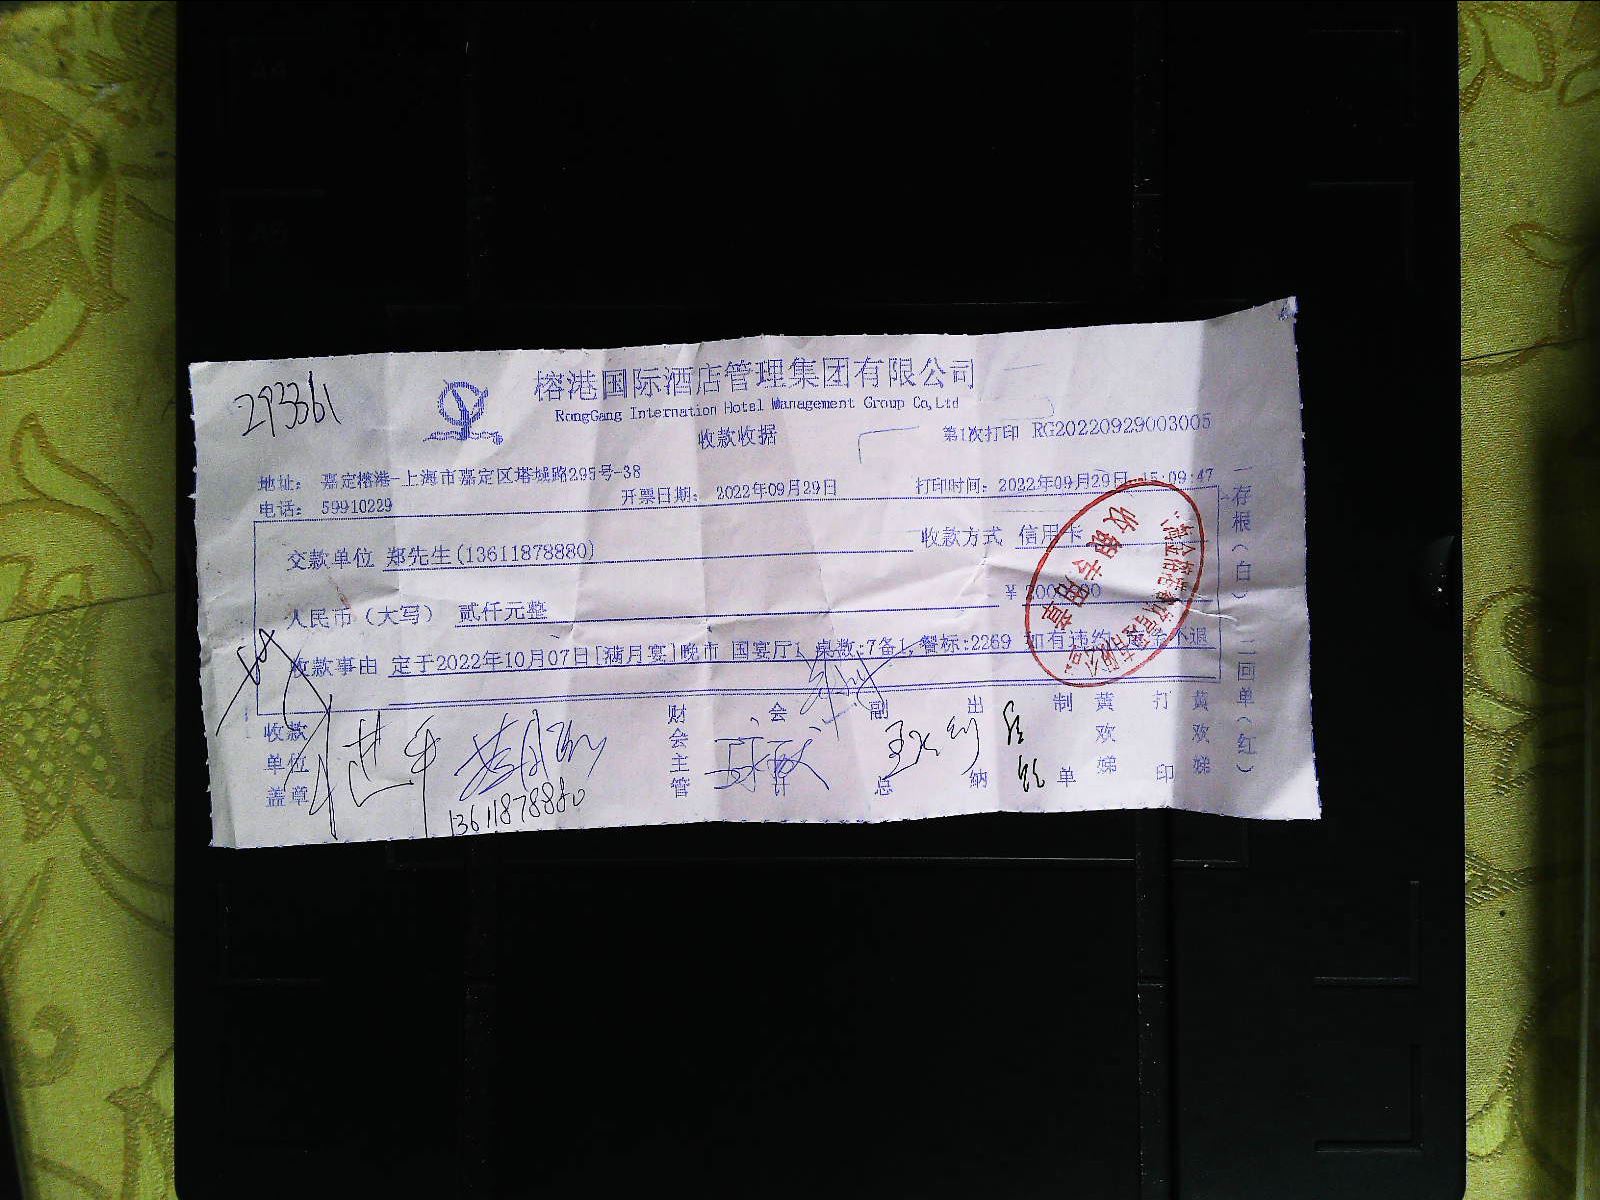 293361
榕港国际酒店管理集团有限公司
RongGang Internation Hotel Management Group Co,Ltd
收款收据
第1次打印 RG20220929003005
地址: 嘉定榕港-上海市嘉定区塔城路295号-38
电话: 59910229
开票日期: 2022年09月29日
打印时间: 2022年09月29日 15:09:47
交款单位 郑先生(13611878880)
收款方式 信用卡
人民币（大写） 贰仟元整
¥
收款事由 定于2022年10月07日[满月宴]晚市 国宴厅: 桌数:7备1,餐标:2269 如有违约,
不退
收银专用章
收款单位盖章
13611878880
财会主管
会计
副总
出纳
制单
黄欢娣
打印
黄欢娣
一存根(白) 二回单(红)